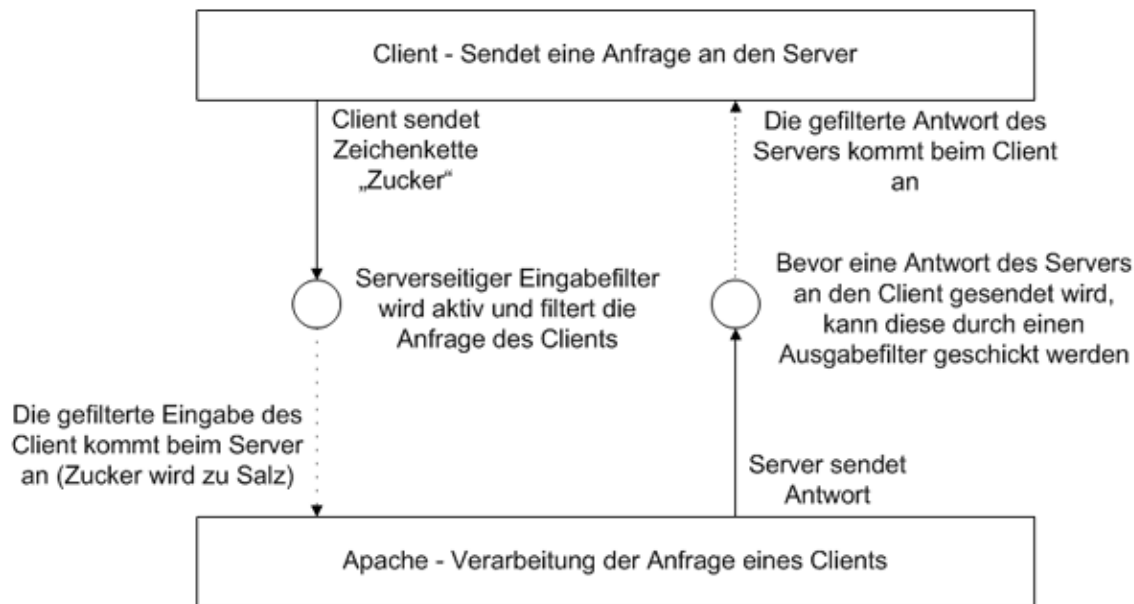 Client - Sendet eine Anfrage an den Server
Client sendet
Zeichenkette
„Zucker“
Die gefilterte Antwort des
Servers kommt beim Client
an
Serverseitiger Eingabefilter
wird aktiv und filtert die
Anfrage des Clients
Bevor eine Antwort des Servers
an den Client gesendet wird,
kann diese durch einen
Ausgabefilter geschickt werden
Die gefilterte Eingabe des
Client kommt beim Server
an (Zucker wird zu Salz)
Server sendet
Antwort
Apache - Verarbeitung der Anfrage eines Clients